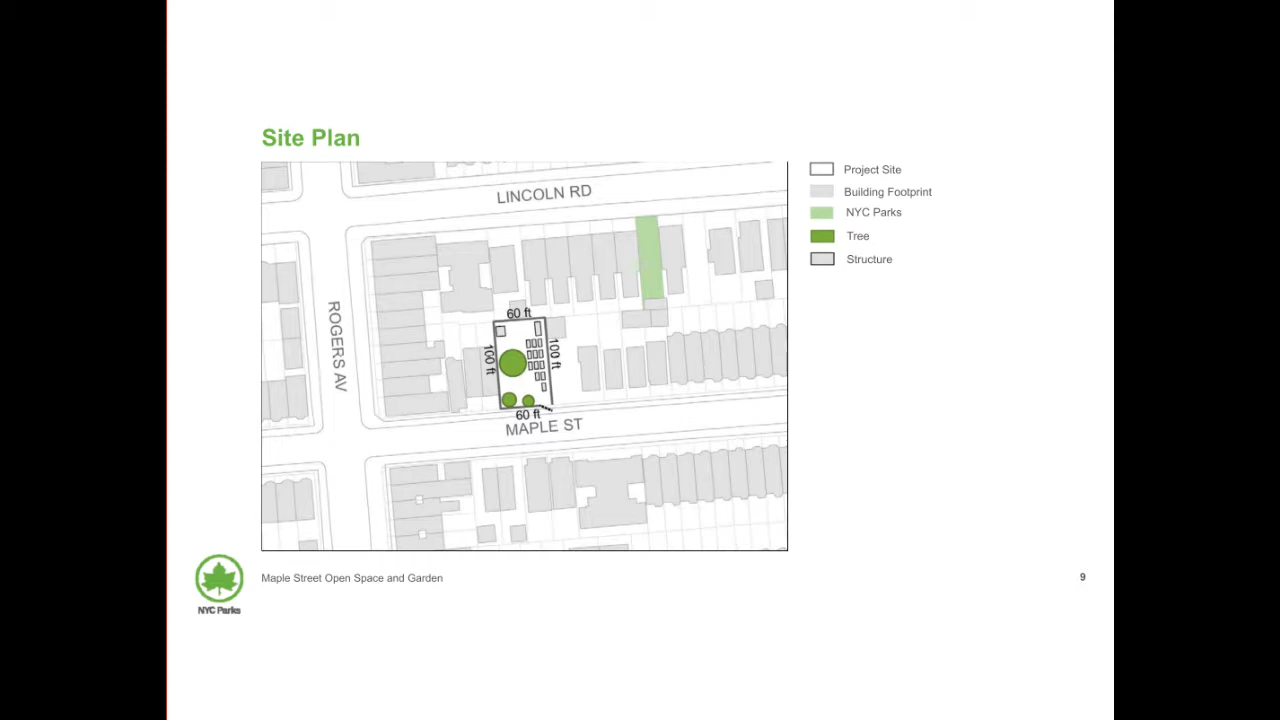 Site Plan
LINCOLN RD
Project Site
Building Footprint
NYC Parks
Tree
Structure
ROGERS AV
60 ft
100 ft
100 ft
60 ft
MAPLE ST
NYC Parks
Maple Street Open Space and Garden
9